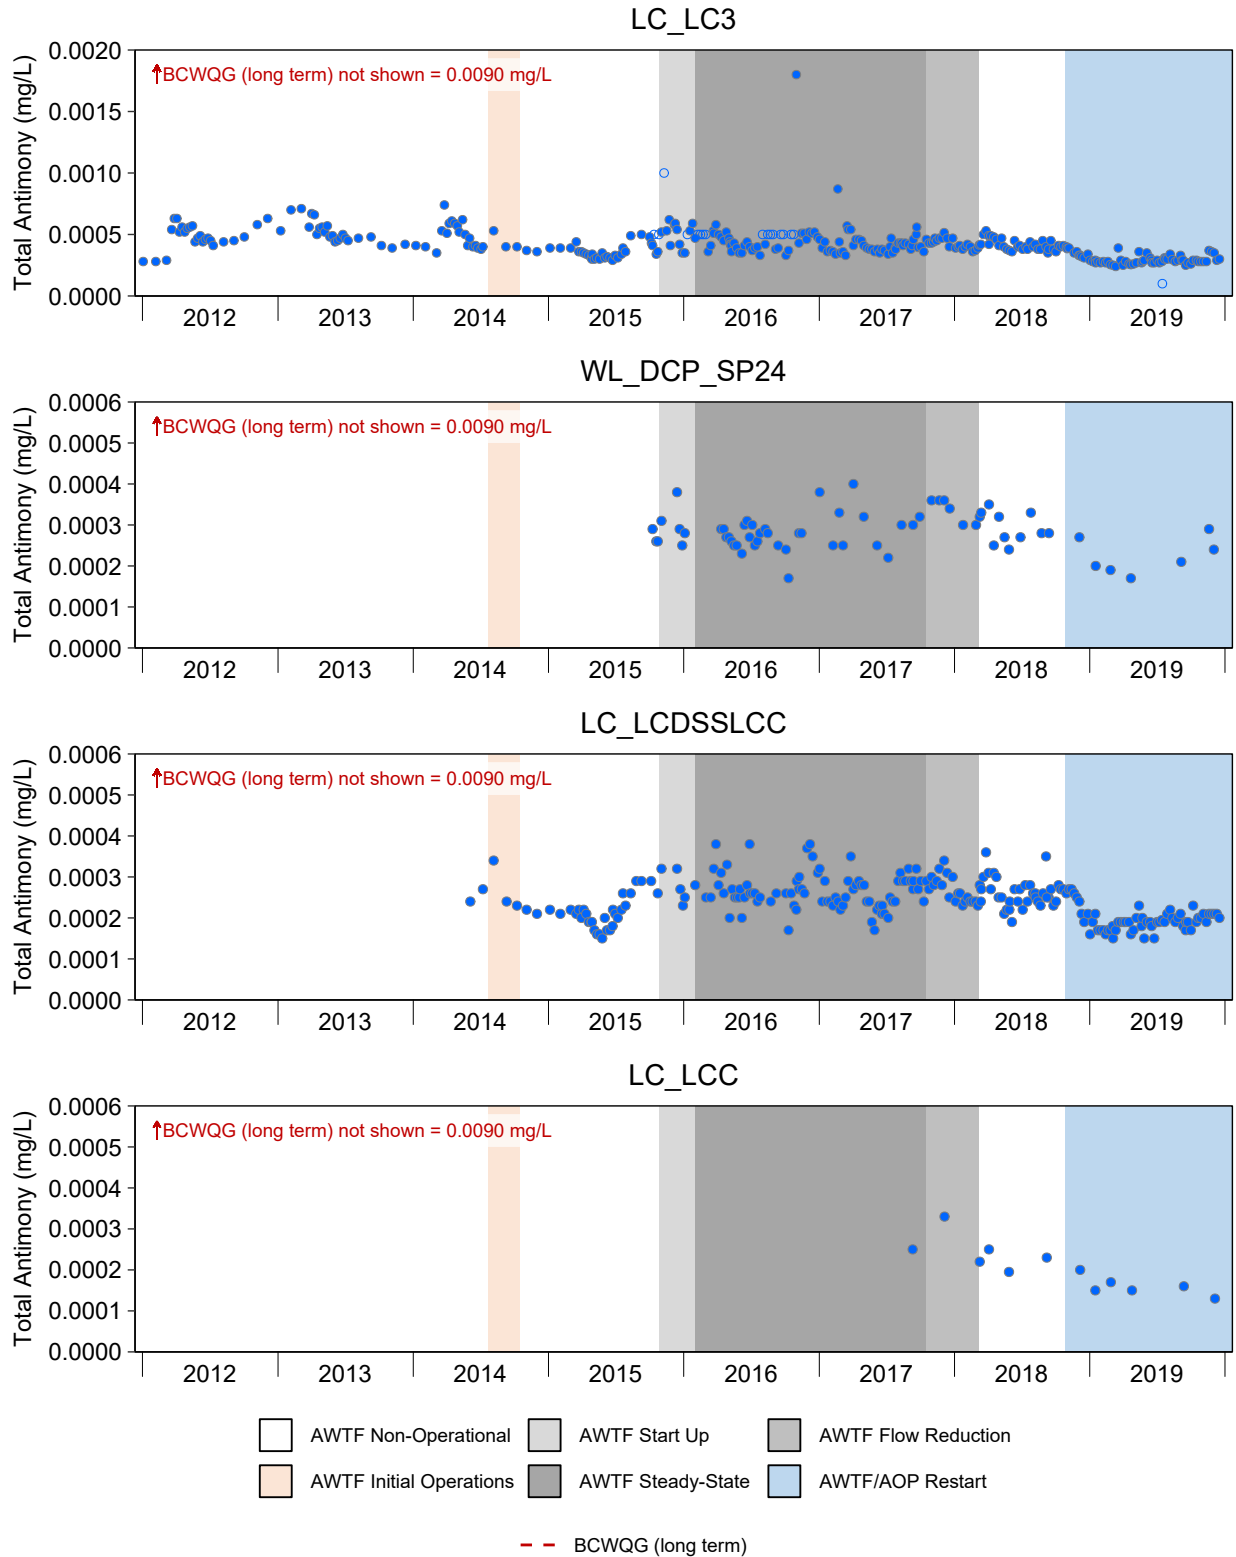 LC_LC3
Total Antimony (mg/L)
0.0020
0.0015
0.0010
0.0005
0.0000
BCWQG (long term) not shown = 0.0090 mg/L
2012 2013 2014 2015 2016 2017 2018 2019
WL_DCP_SP24
Total Antimony (mg/L)
0.0006
0.0005
0.0004
0.0003
0.0002
0.0001
0.0000
BCWQG (long term) not shown = 0.0090 mg/L
2012 2013 2014 2015 2016 2017 2018 2019
LC_LCDSSLCC
Total Antimony (mg/L)
0.0006
0.0005
0.0004
0.0003
0.0002
0.0001
0.0000
BCWQG (long term) not shown = 0.0090 mg/L
2012 2013 2014 2015 2016 2017 2018 2019
LC_LCC
Total Antimony (mg/L)
0.0006
0.0005
0.0004
0.0003
0.0002
0.0001
0.0000
BCWQG (long term) not shown = 0.0090 mg/L
2012 2013 2014 2015 2016 2017 2018 2019
AWTF Non-Operational AWTF Start Up AWTF Flow Reduction
AWTF Initial Operations AWTF Steady-State AWTF/AOP Restart
BCWQG (long term)